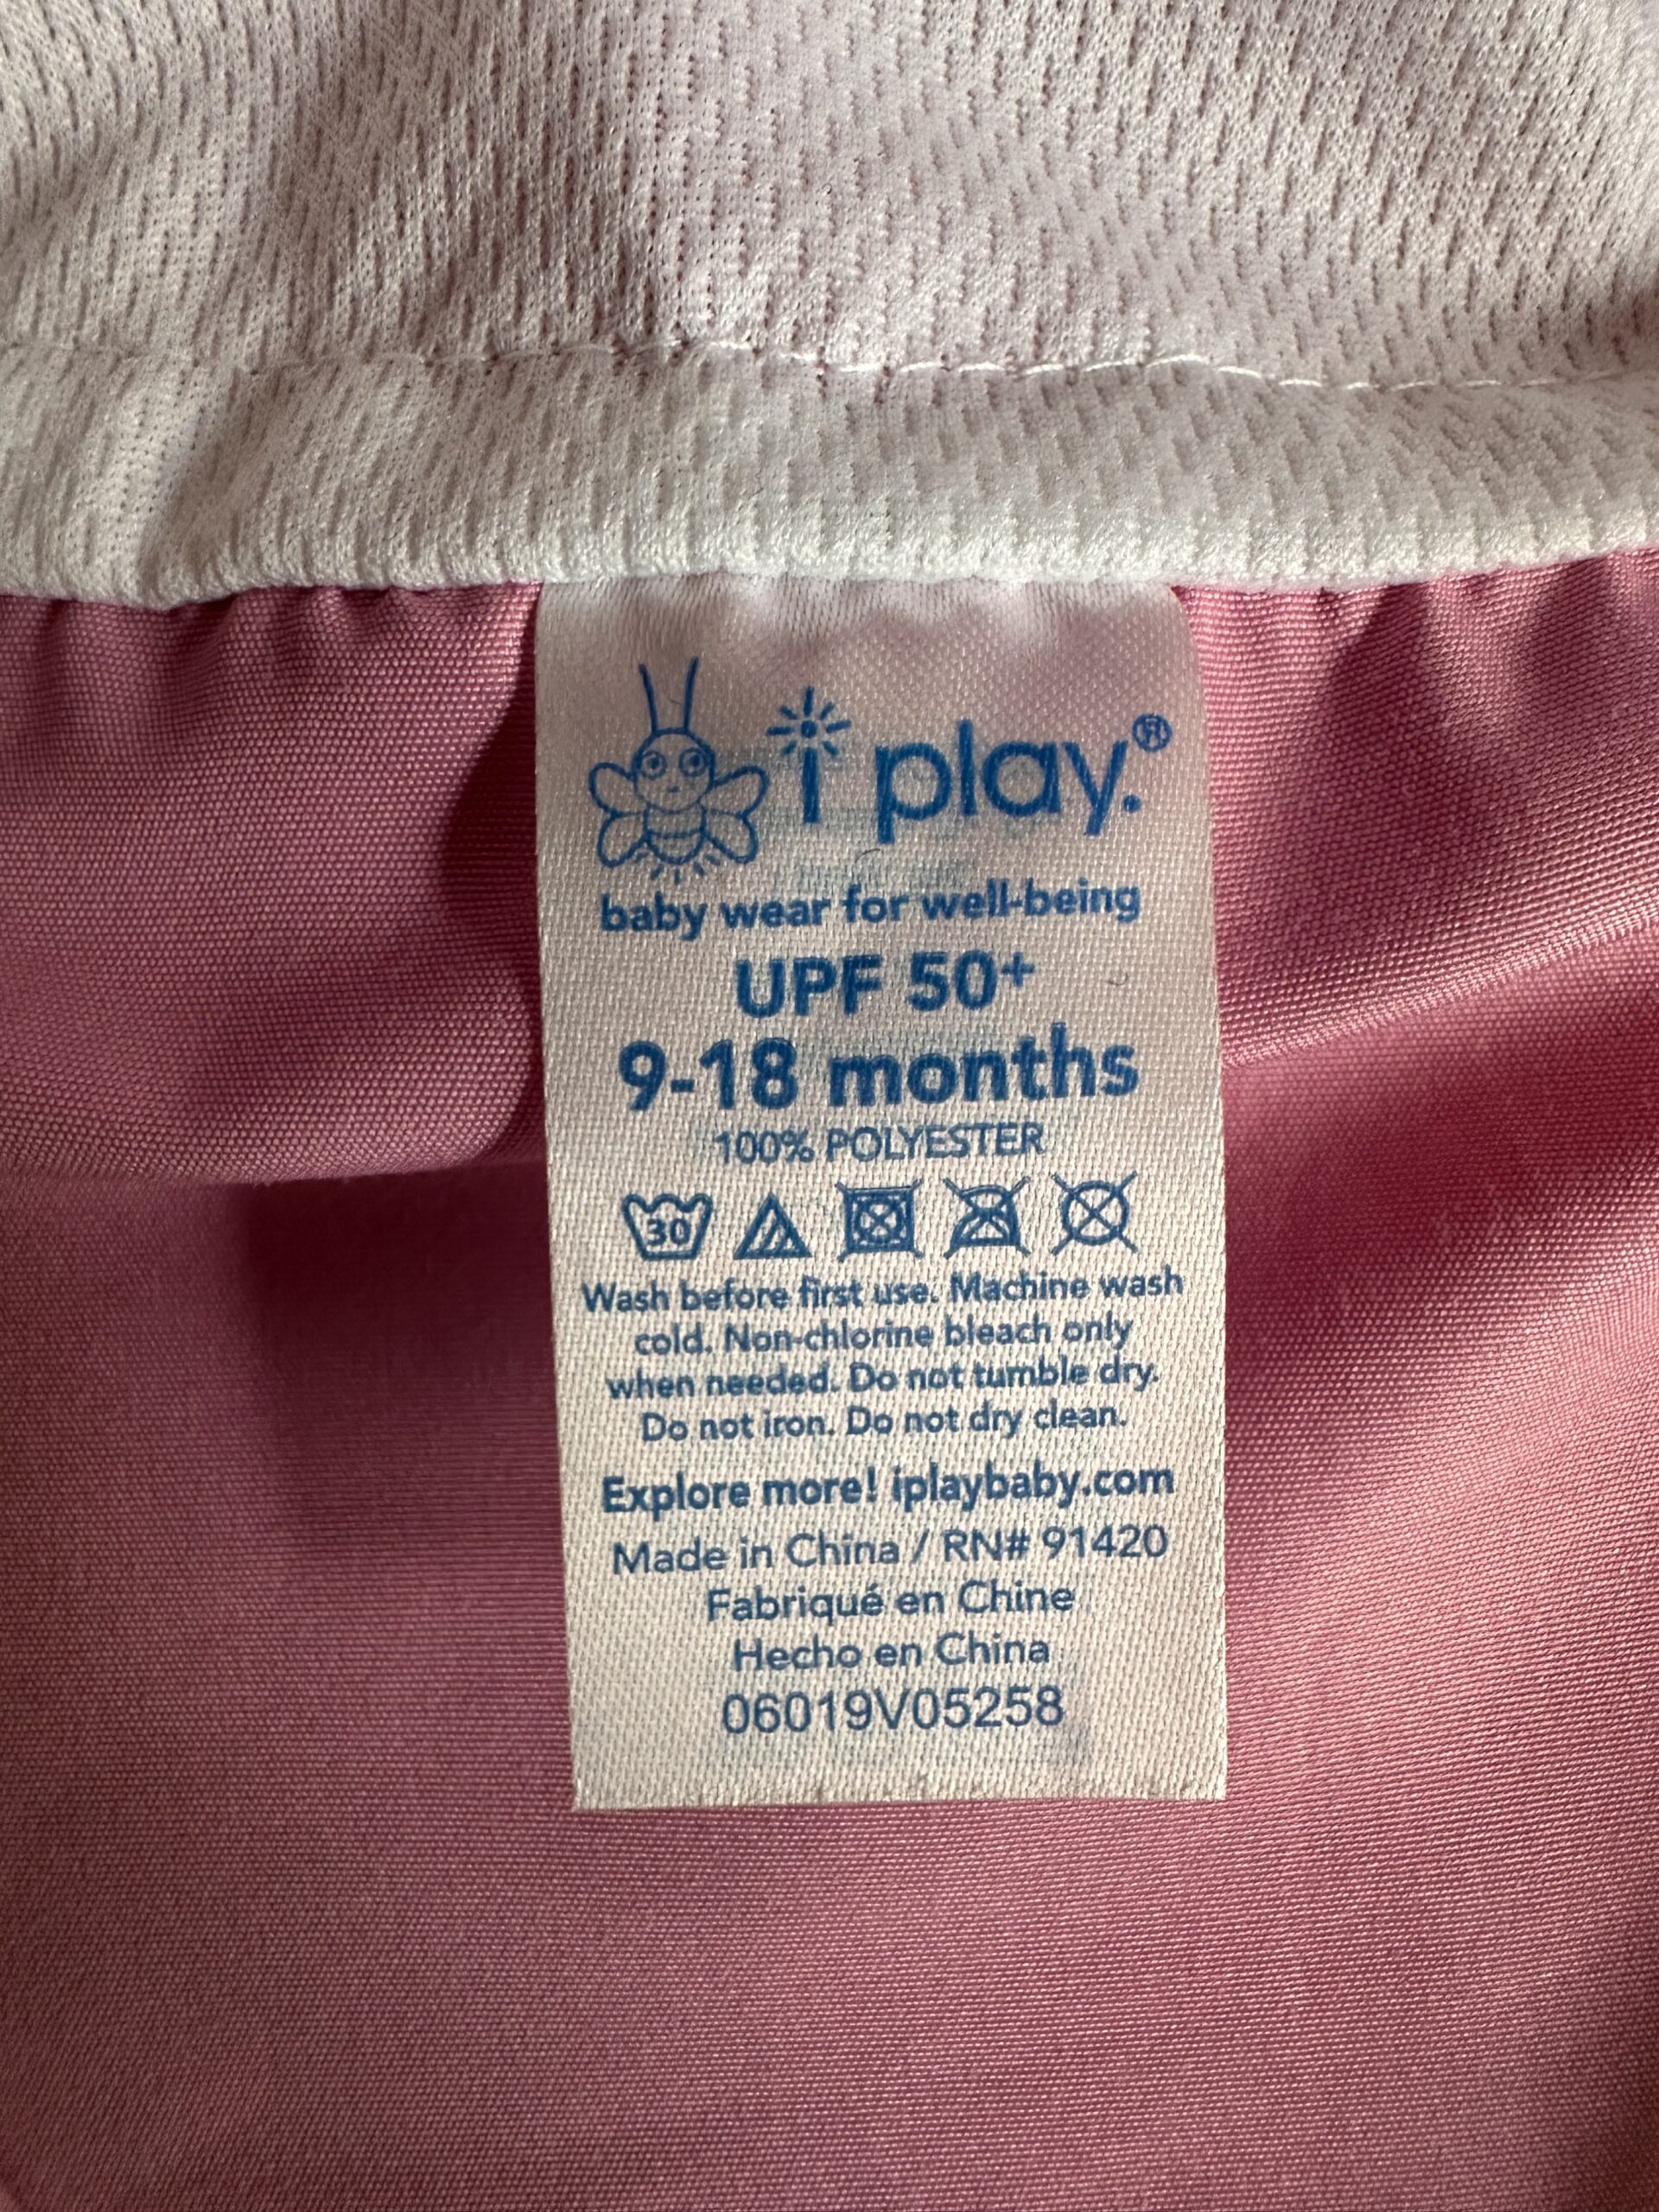 i play.®
baby wear for well-being
UPF 50+
9-18 months
100% POLYESTER
30
Wash before first use. Machine wash
cold. Non-chlorine bleach only
when needed. Do not tumble dry.
Do not iron. Do not dry clean.
Explore more! iplaybaby.com
Made in China / RN# 91420
Fabriqué en Chine
Hecho en China
06019V05258